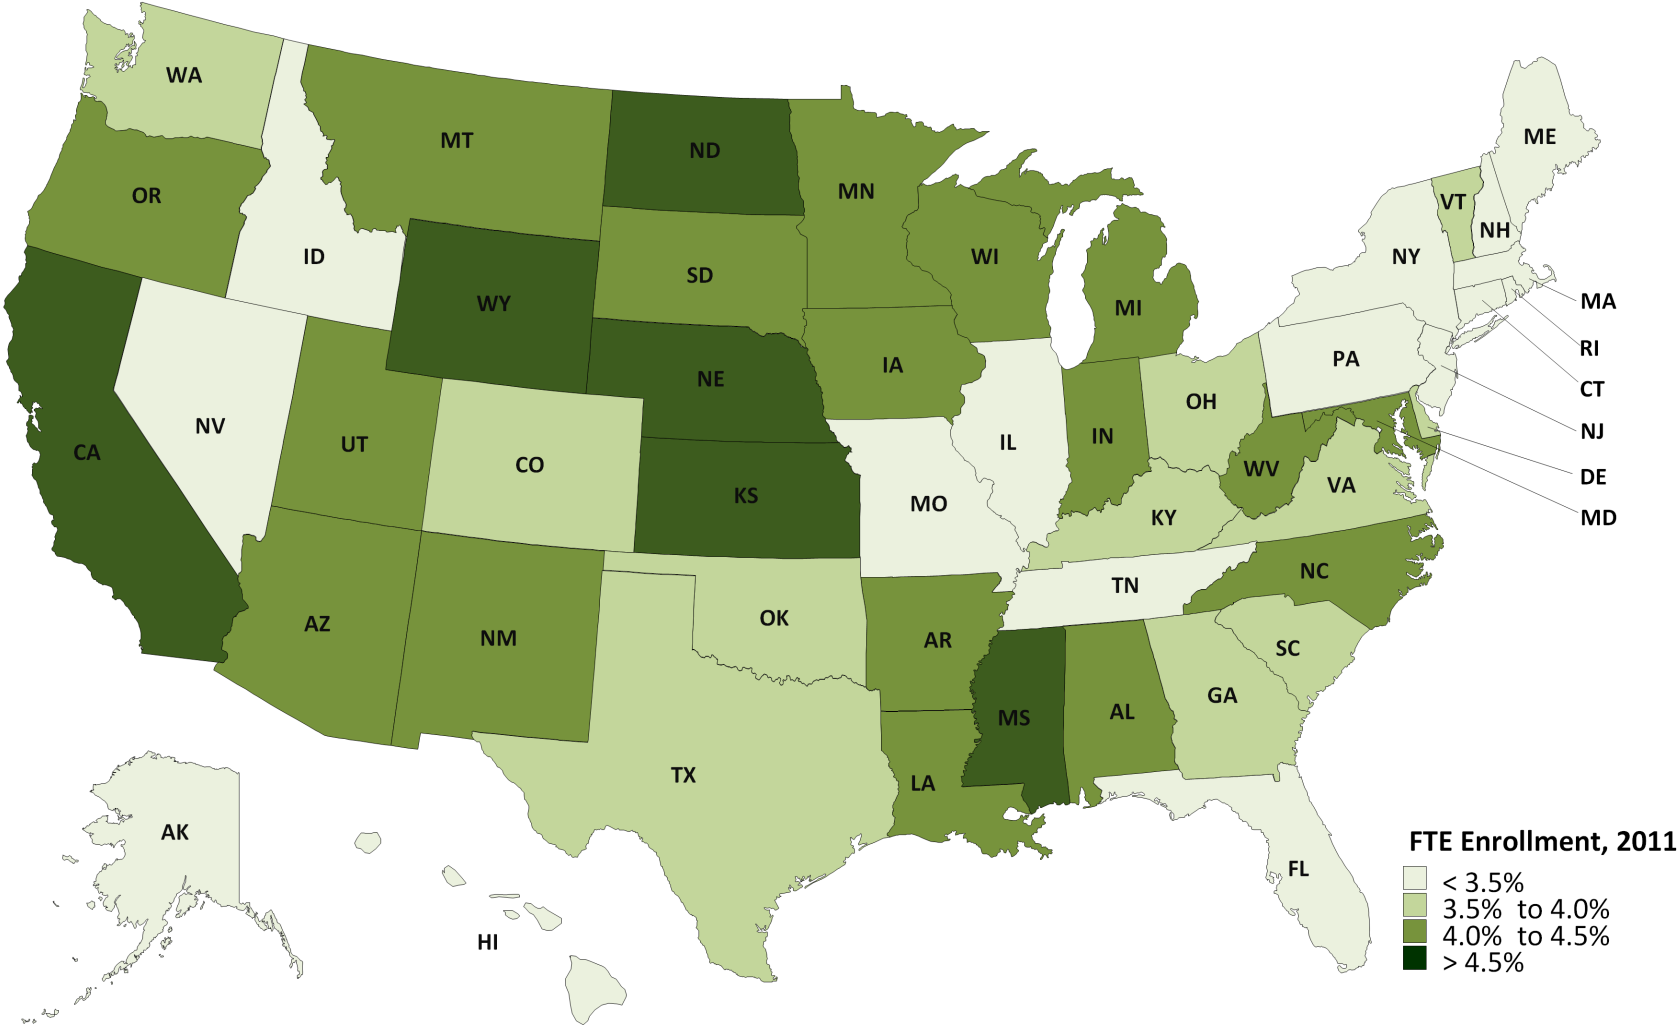 WA
MT
ND
ME
MN
OR
VT
NH
ID
NY
WI
SD
MA
WY
MI
RI
PA
IA
NE
CT
OH
NV
NJ
IN
IL
UT
CA
CO
WV
DE
VA
KS
MO
KY
MD
NC
TN
OK
AZ
NM
AR
SC
GA
AL
MS
TX
LA
AK
FL
HI
FTE Enrollment, 2011
< 3.5%
3.5% to 4.0%
4.0% to 4.5%
> 4.5%